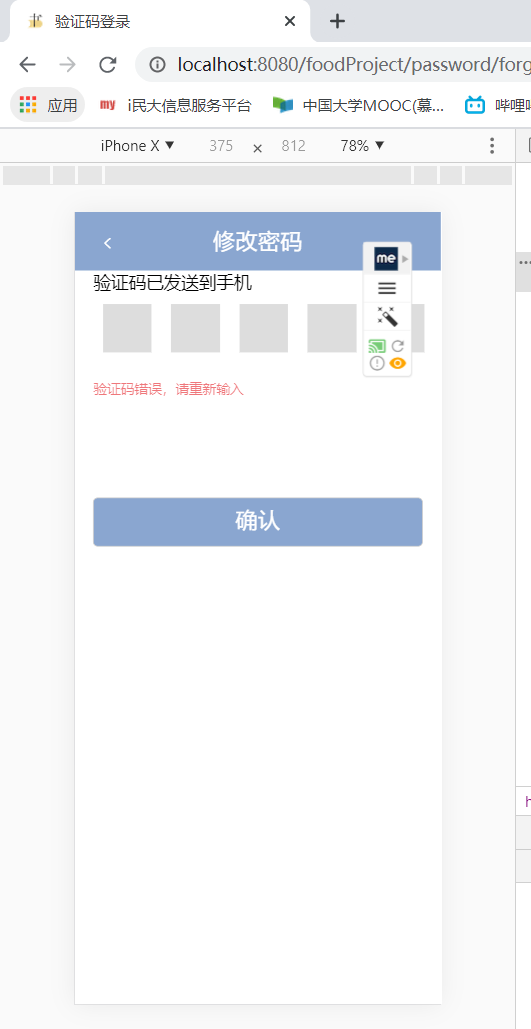 验证码登录
localhost:8080/foodProject/password/forg
应用 my i民大信息服务平台 中国大学MOOC(慕... 哔哩哔
iPhone X ▼ 375 × 812 78% ▼
修改密码
me
验证码已发送到手机
验证码错误，请重新输入
确认